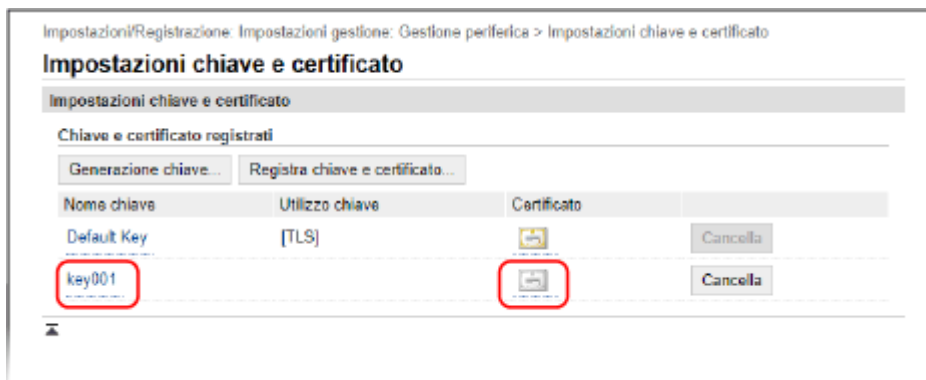 Impostazioni/Registrazione: Impostazioni gestione: Gestione periferica > Impostazioni chiave e certificato
Impostazioni chiave e certificato
Impostazioni chiave e certificato
Chiave e certificato registrati
Generazione chiave... Registra chiave e certificato...
Nome chiave Utilizzo chiave Certificato
Default Key [TLS] Cancella
key001 Cancella